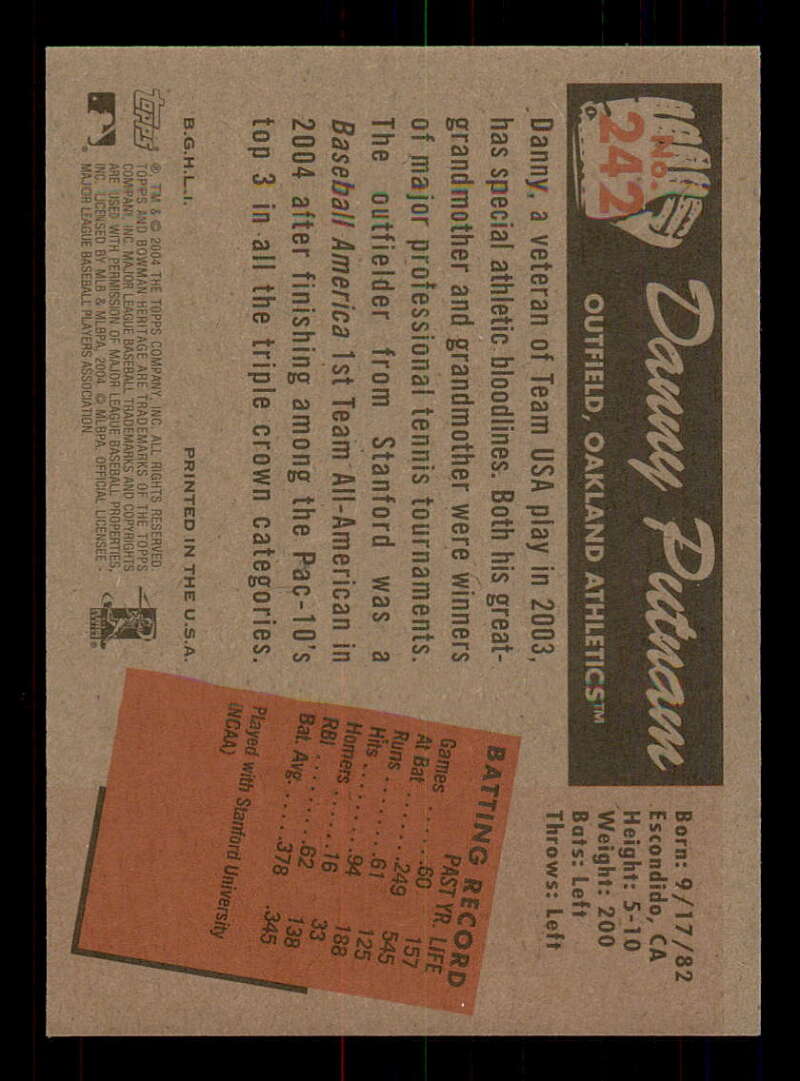 No.
242
Danny Putnam
OUTFIELD, OAKLAND ATHLETICS™
Born: 9/17/82
Escondido, CA
Height: 5-10
Weight: 200
Bats: Left
Throws: Left
Danny, a veteran of Team USA play in 2003,
has special athletic bloodlines. Both his great-
grandmother and grandmother were winners
of major professional tennis tournaments.
The outfielder from Stanford was a
Baseball America 1st Team All-American in
2004 after finishing among the Pac-10's
top 3 in all the triple crown categories.
BATTING RECORD
PAST YR. LIFE
Games ......60 157
At Bat .......249 545
Runs .........61 125
Hits .........94 188
Homers .....16 33
RBI .........62 138
Bat. Avg. .....378 .345
Played with Stanford University
(NCAA)
B.G.H.L.I. PRINTED IN THE U.S.A.
topps
®, TM & © 2004 THE TOPPS COMPANY, INC. ALL RIGHTS RESERVED.
TOPPS AND BOWMAN HERITAGE ARE TRADEMARKS OF THE TOPPS
COMPANY, INC. MAJOR LEAGUE BASEBALL TRADEMARKS AND COPYRIGHTS
ARE USED WITH PERMISSION OF MAJOR LEAGUE BASEBALL PROPERTIES,
INC. LICENSED BY MLB & MLBPA, 2004. © MLBPA. OFFICIAL LICENSEE -
MAJOR LEAGUE BASEBALL PLAYERS ASSOCIATION.